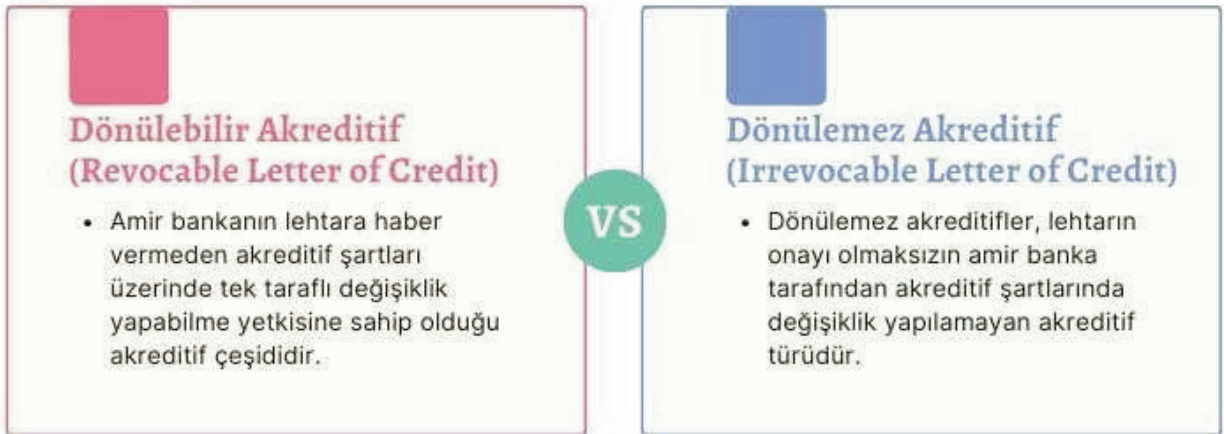 Dönülebilir Akreditif
(Revocable Letter of Credit)
• Amir bankanın lehtara haber
vermeden akreditif şartları
üzerinde tek taraflı değişiklik
yapabilme yetkisine sahip olduğu
akreditif çeşididir.
VS
Dönülemez Akreditif
(Irrevocable Letter of Credit)
• Dönülemez akreditifler, lehtarın
onayı olmaksızın amir banka
tarafından akreditif şartlarında
değişiklik yapılamayan akreditif
türüdür.